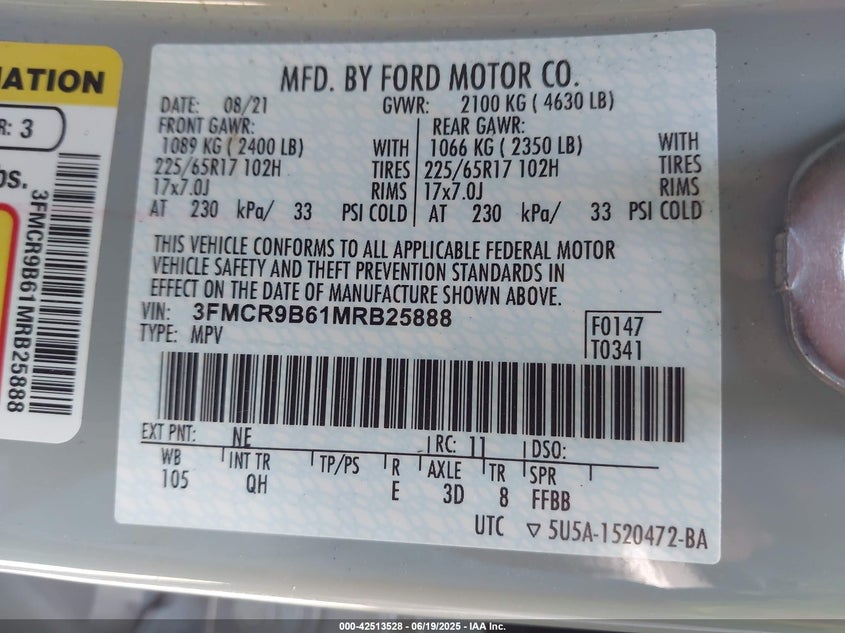 MATION
R: 3
bs.
3FMCR9B61MRB25888
MFD. BY FORD MOTOR CO.
DATE: 08/21 GVWR: 2100 KG ( 4630 LB)
FRONT GAWR: REAR GAWR:
1089 KG ( 2400 LB) WITH 1066 KG ( 2350 LB) WITH
225/65R17 102H TIRES 225/65R17 102H TIRES
17x7.0J RIMS 17x7.0J RIMS
AT 230 kPa/ 33 PSI COLD AT 230 kPa/ 33 PSI COLD
THIS VEHICLE CONFORMS TO ALL APPLICABLE FEDERAL MOTOR
VEHICLE SAFETY AND THEFT PREVENTION STANDARDS IN
EFFECT ON THE DATE OF MANUFACTURE SHOWN ABOVE.
VIN: 3FMCR9B61MRB25888 F0147
TYPE: MPV T0341
EXT PNT: NE RC: 11 DSO:
WB INT TR TP/PS R AXLE TR SPR
105 QH E 3D 8 FFBB
UTC ▽ 5U5A-1520472-BA
000-42513528 - 06/19/2025 - IAA Inc.